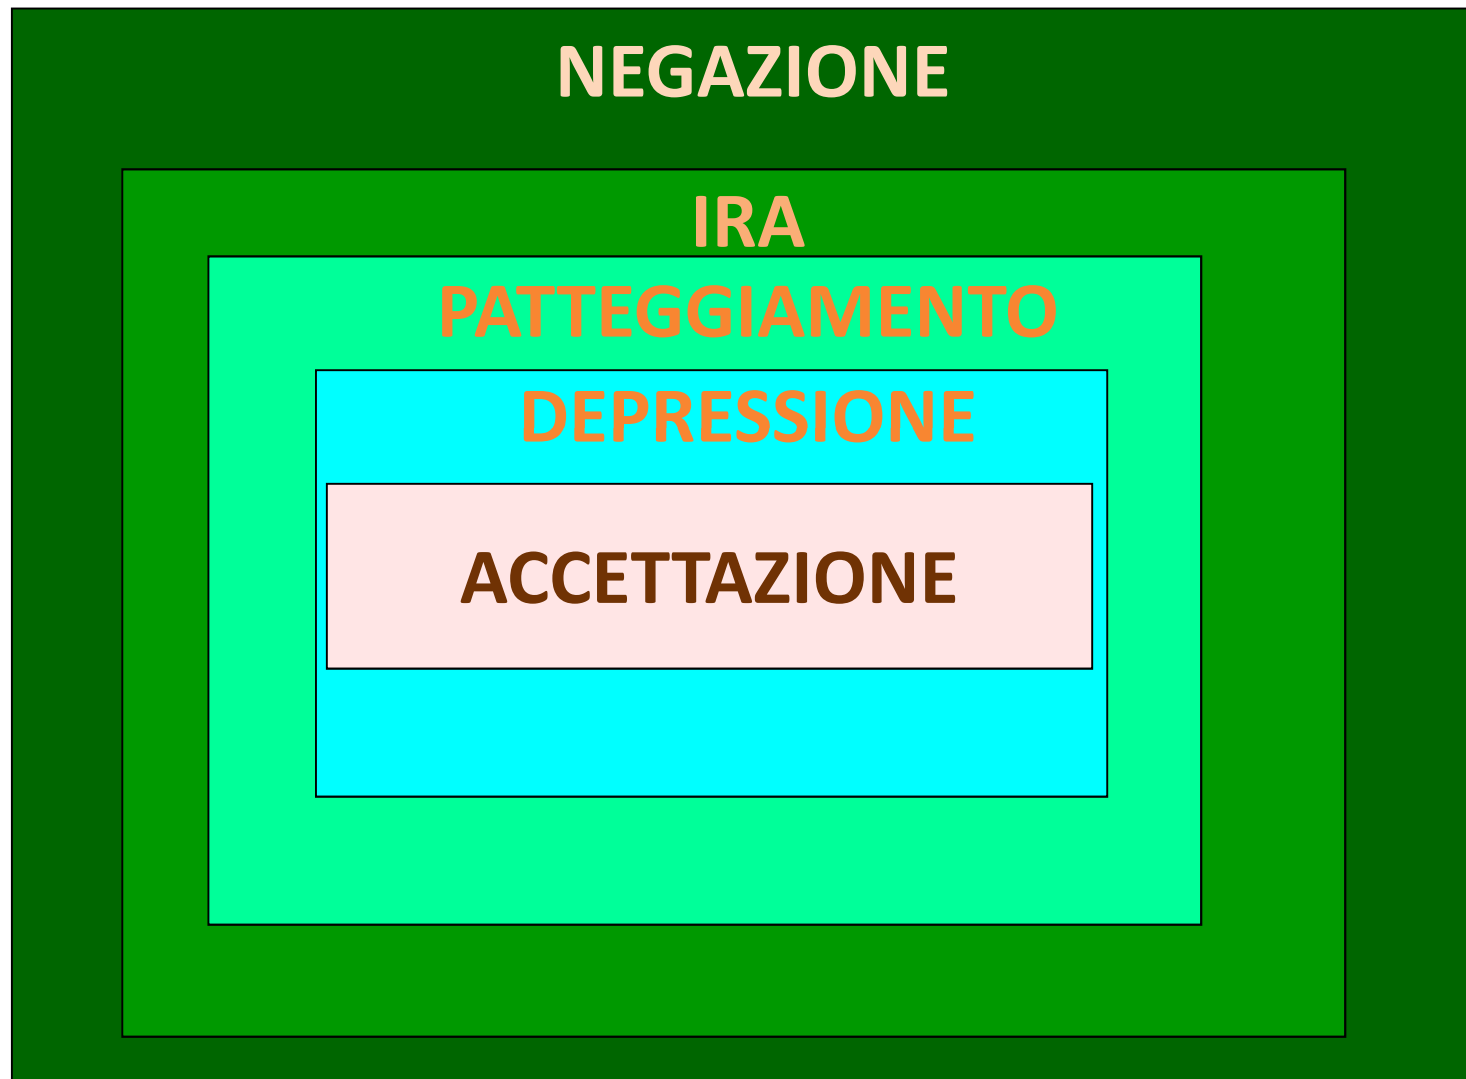 NEGAZIONE
IRA
PATTEGGIAMENTO
DEPRESSIONE
ACCETTAZIONE